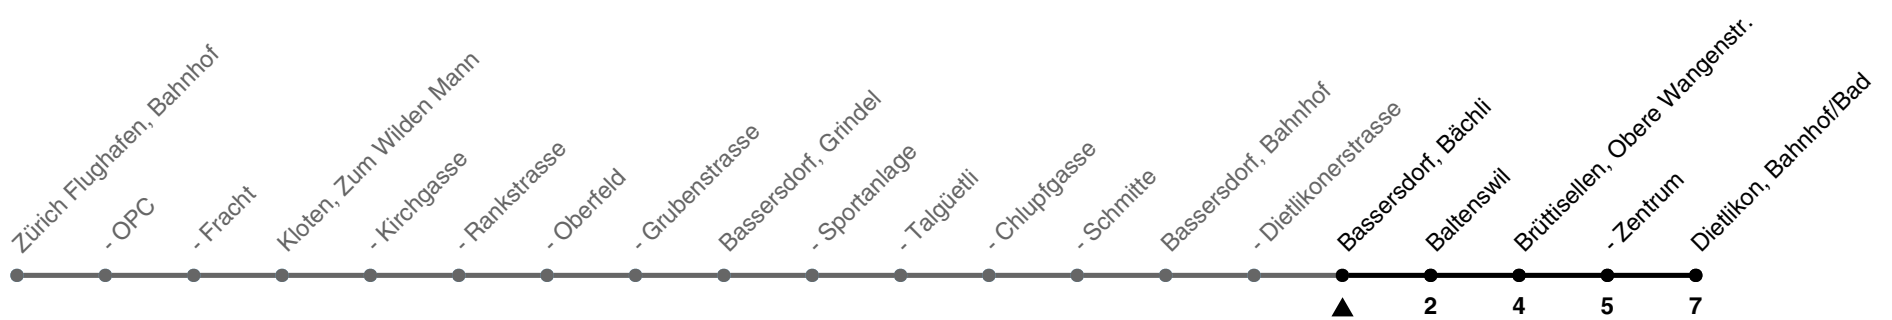 Zürich Flughafen, Bahnhof
- OPC
- Fracht
Kloten, Zum Wilden Mann
- Kirchgasse
- Rankstrasse
- Oberfeld
- Grubenstrasse
Bassersdorf, Grindel
- Sportanlage
- Talgüetli
- Chlupfgasse
- Schmitte
Bassersdorf, Bahnhof
- Dietlikonerstrasse
Bassersdorf, Bächli
Baltenswil
Brüttisellen, Obere Wangenstr.
- Zentrum
Dietlikon, Bahnhof/Bad
2 4 5 7